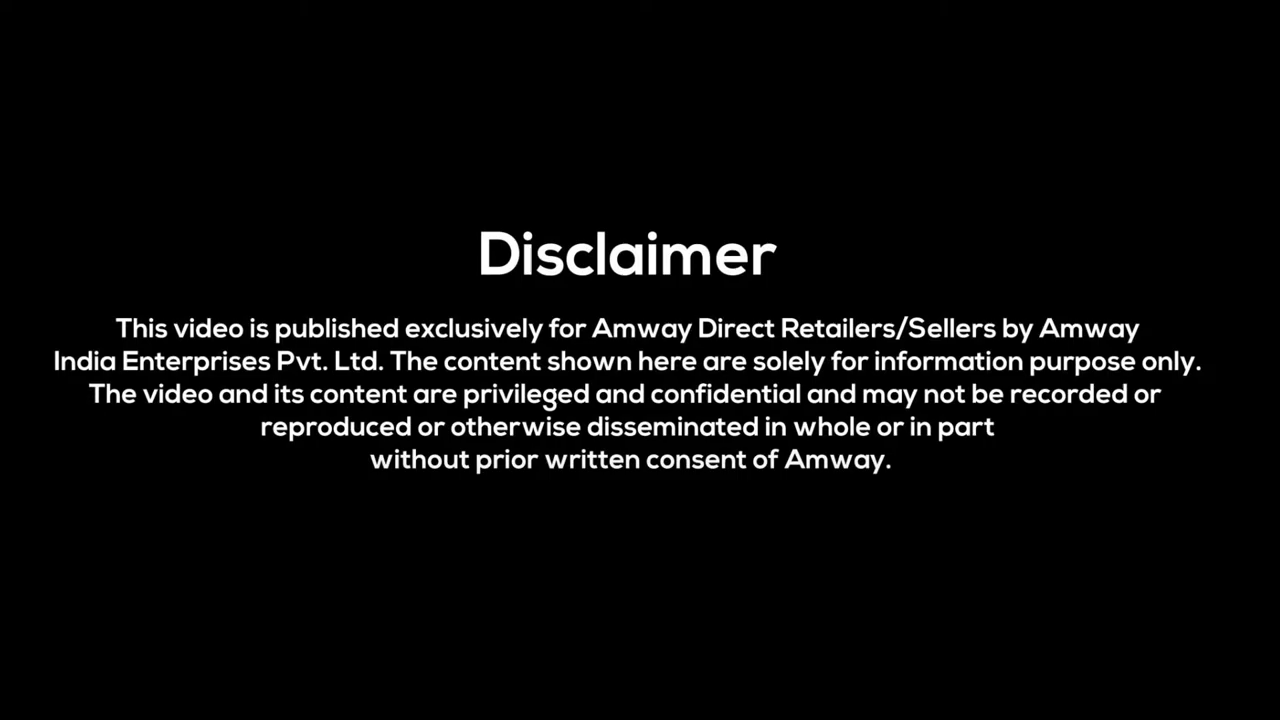 Disclaimer
This video is published exclusively for Amway Direct Retailers/Sellers by Amway
India Enterprises Pvt. Ltd. The content shown here are solely for information purpose only.
The video and its content are privileged and confidential and may not be recorded or
reproduced or otherwise disseminated in whole or in part
without prior written consent of Amway.